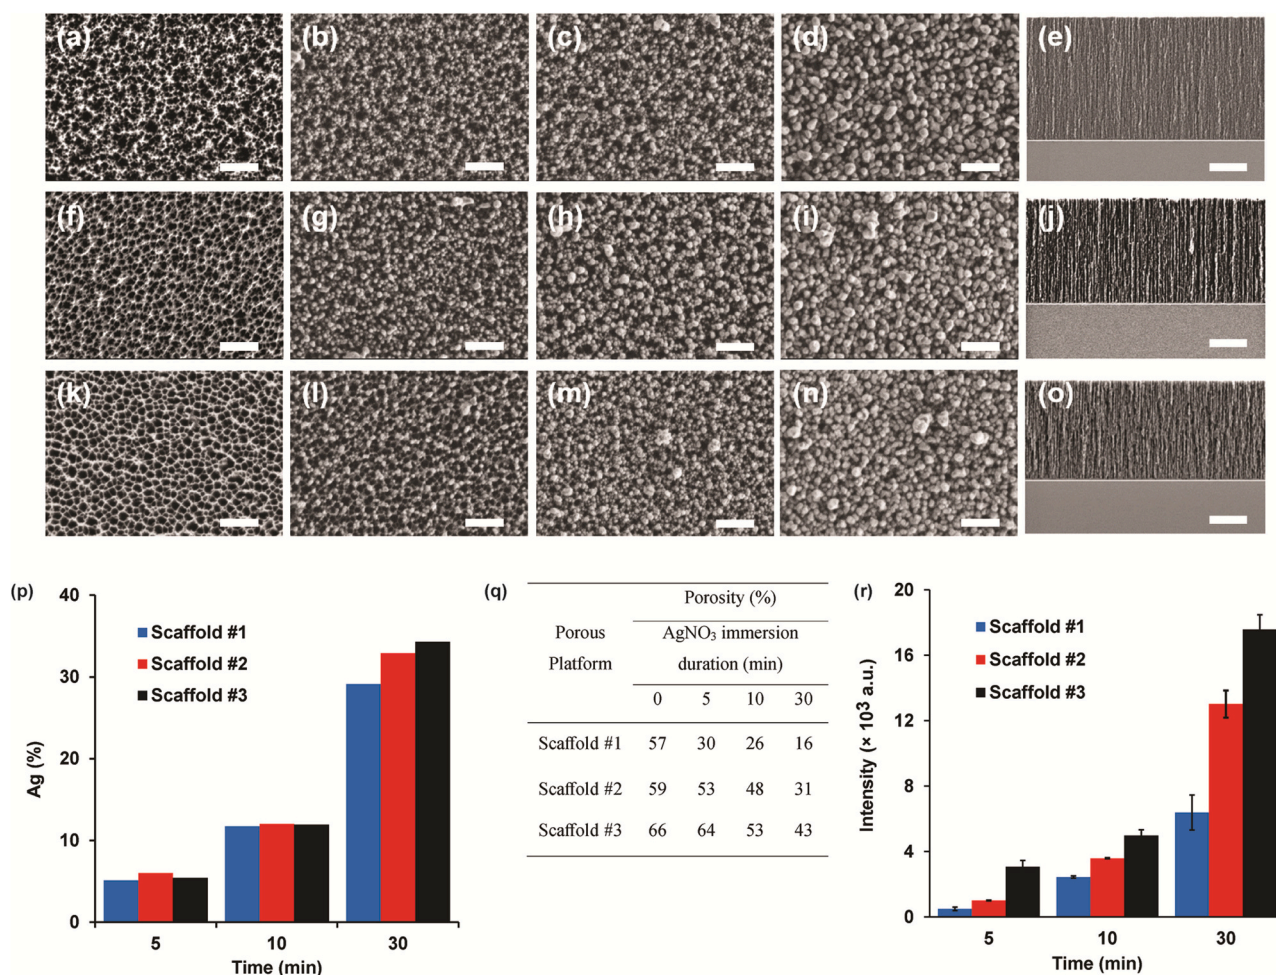 (a) (b) (c) (d) (e)
(f) (g) (h) (i) (j)
(k) (l) (m) (n) (o)
(p)
40
30
20
10
0
Ag (%)
Scaffold #1
Scaffold #2
Scaffold #3
5 10 30
Time (min)
(q)
Porosity (%)
Porous
Platform
AgNO₃ immersion
duration (min)
0 5 10 30
Scaffold #1 57 30 26 16
Scaffold #2 59 53 48 31
Scaffold #3 66 64 53 43
(r)
20
16
12
8
4
0
Intensity (× 10³ a.u.)
Scaffold #1
Scaffold #2
Scaffold #3
5 10 30
Time (min)